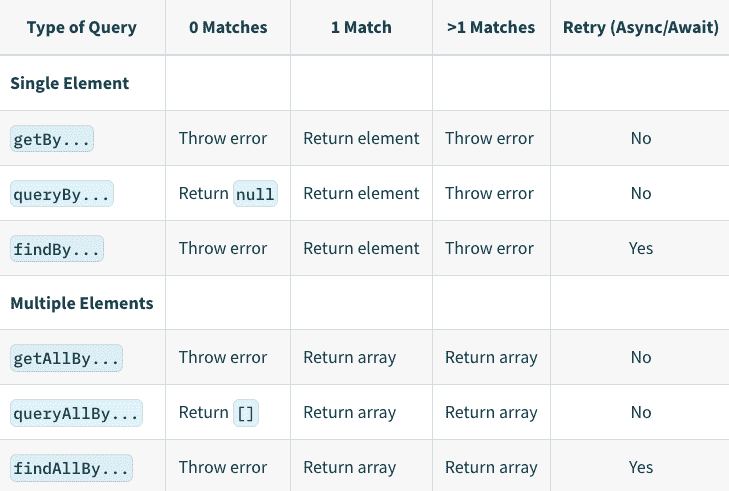 Type of Query 0 Matches 1 Match >1 Matches Retry (Async/Await)
Single Element
getBy... Throw error Return element Throw error No
queryBy... Return null Return element Throw error No
findBy... Throw error Return element Throw error Yes
Multiple Elements
getAllBy... Throw error Return array Return array No
queryAllBy... Return [] Return array Return array No
findAllBy... Throw error Return array Return array Yes